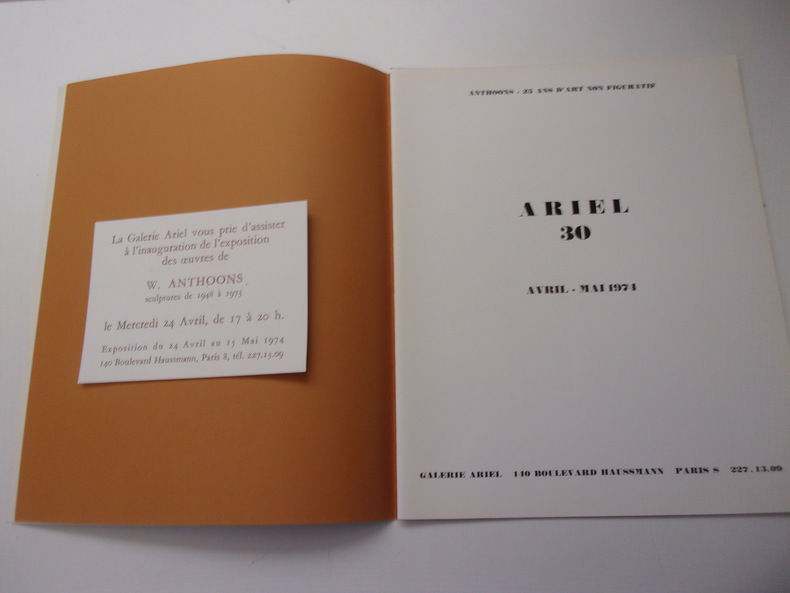 La Galerie Ariel vous prie d'assister
à l'inauguration de l'exposition
des œuvres de
W. ANTHOONS
sculptures de 1948 à 1973
le Mercredi 24 Avril, de 17 à 20 h.
Exposition du 24 Avril au 15 Mai 1974
140 Boulevard Haussmann, Paris 8, tél. 227.13.09
ANTHOONS - 25 ANS D'ART NON FIGURATIF
ARIEL
30
AVRIL - MAI 1974
GALERIE ARIEL 140 BOULEVARD HAUSSMANN PARIS 8 227.13.09